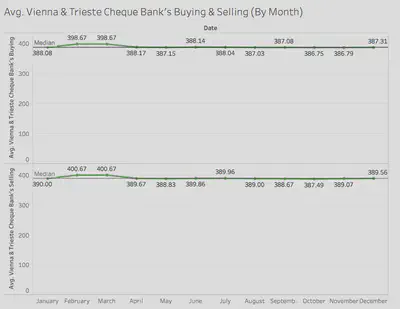 Avg. Vienna & Trieste Cheque Bank's Buying & Selling (By Month)
Date
Avg. Vienna & Trieste Cheque Bank's Buying
400
300
200
100
0
Median
388.08
398.67
398.67
388.17
387.15
388.14
388.04
387.03
387.08
386.75
386.79
387.31
Avg. Vienna & Trieste Cheque Bank's Selling
400
300
200
100
0
Median
390.00
400.67
400.67
389.67
388.83
389.86
389.96
389.00
388.67
387.49
389.07
389.56
January
February
March
April
May
June
July
August
Septemb..
October
November
December